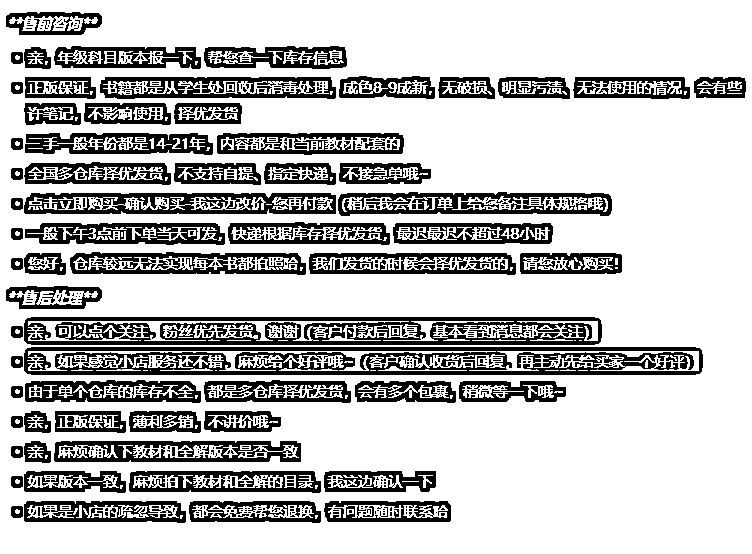 **售前咨询**
亲，年级科目版本报一下，帮您查一下库存信息
正版保证，书籍都是从学生处回收后消毒处理，成色8-9成新，无破损、明显污渍、无法使用的情况，会有些
许笔记，不影响使用，择优发货
二手一般年份都是14-21年，内容都是和当前教材配套的
全国多仓库择优发货，不支持自提、指定快递，不接急单哦~
点击立即购买-确认购买-我这边改价-您再付款（稍后我会在订单上给您备注具体规格哦）
一般下午3点前下单当天可发，快递根据库存择优发货，最迟最迟不超过48小时
您好，仓库较远无法实现每本书都拍照哈，我们发货的时候会择优发货的，请您放心购买！
**售后处理**
亲、可以点个关注、粉丝优先发货，谢谢（客户付款后回复、基本看到消息都会关注）
亲、如果感觉小店服务还不错、麻烦给个好评哦~（客户确认收货后回复、再主动先给买家一个好评）
由于单个仓库的库存不全，都是多仓库择优发货，会有多个包裹，稍微等一下哦~
亲，正版保证，薄利多销，不讲价哦~
亲，麻烦确认下教材和全解版本是否一致
如果版本一致，麻烦拍下教材和全解的目录，我这边确认一下
如果是小店的疏忽导致，都会免费帮您退换，有问题随时联系哈